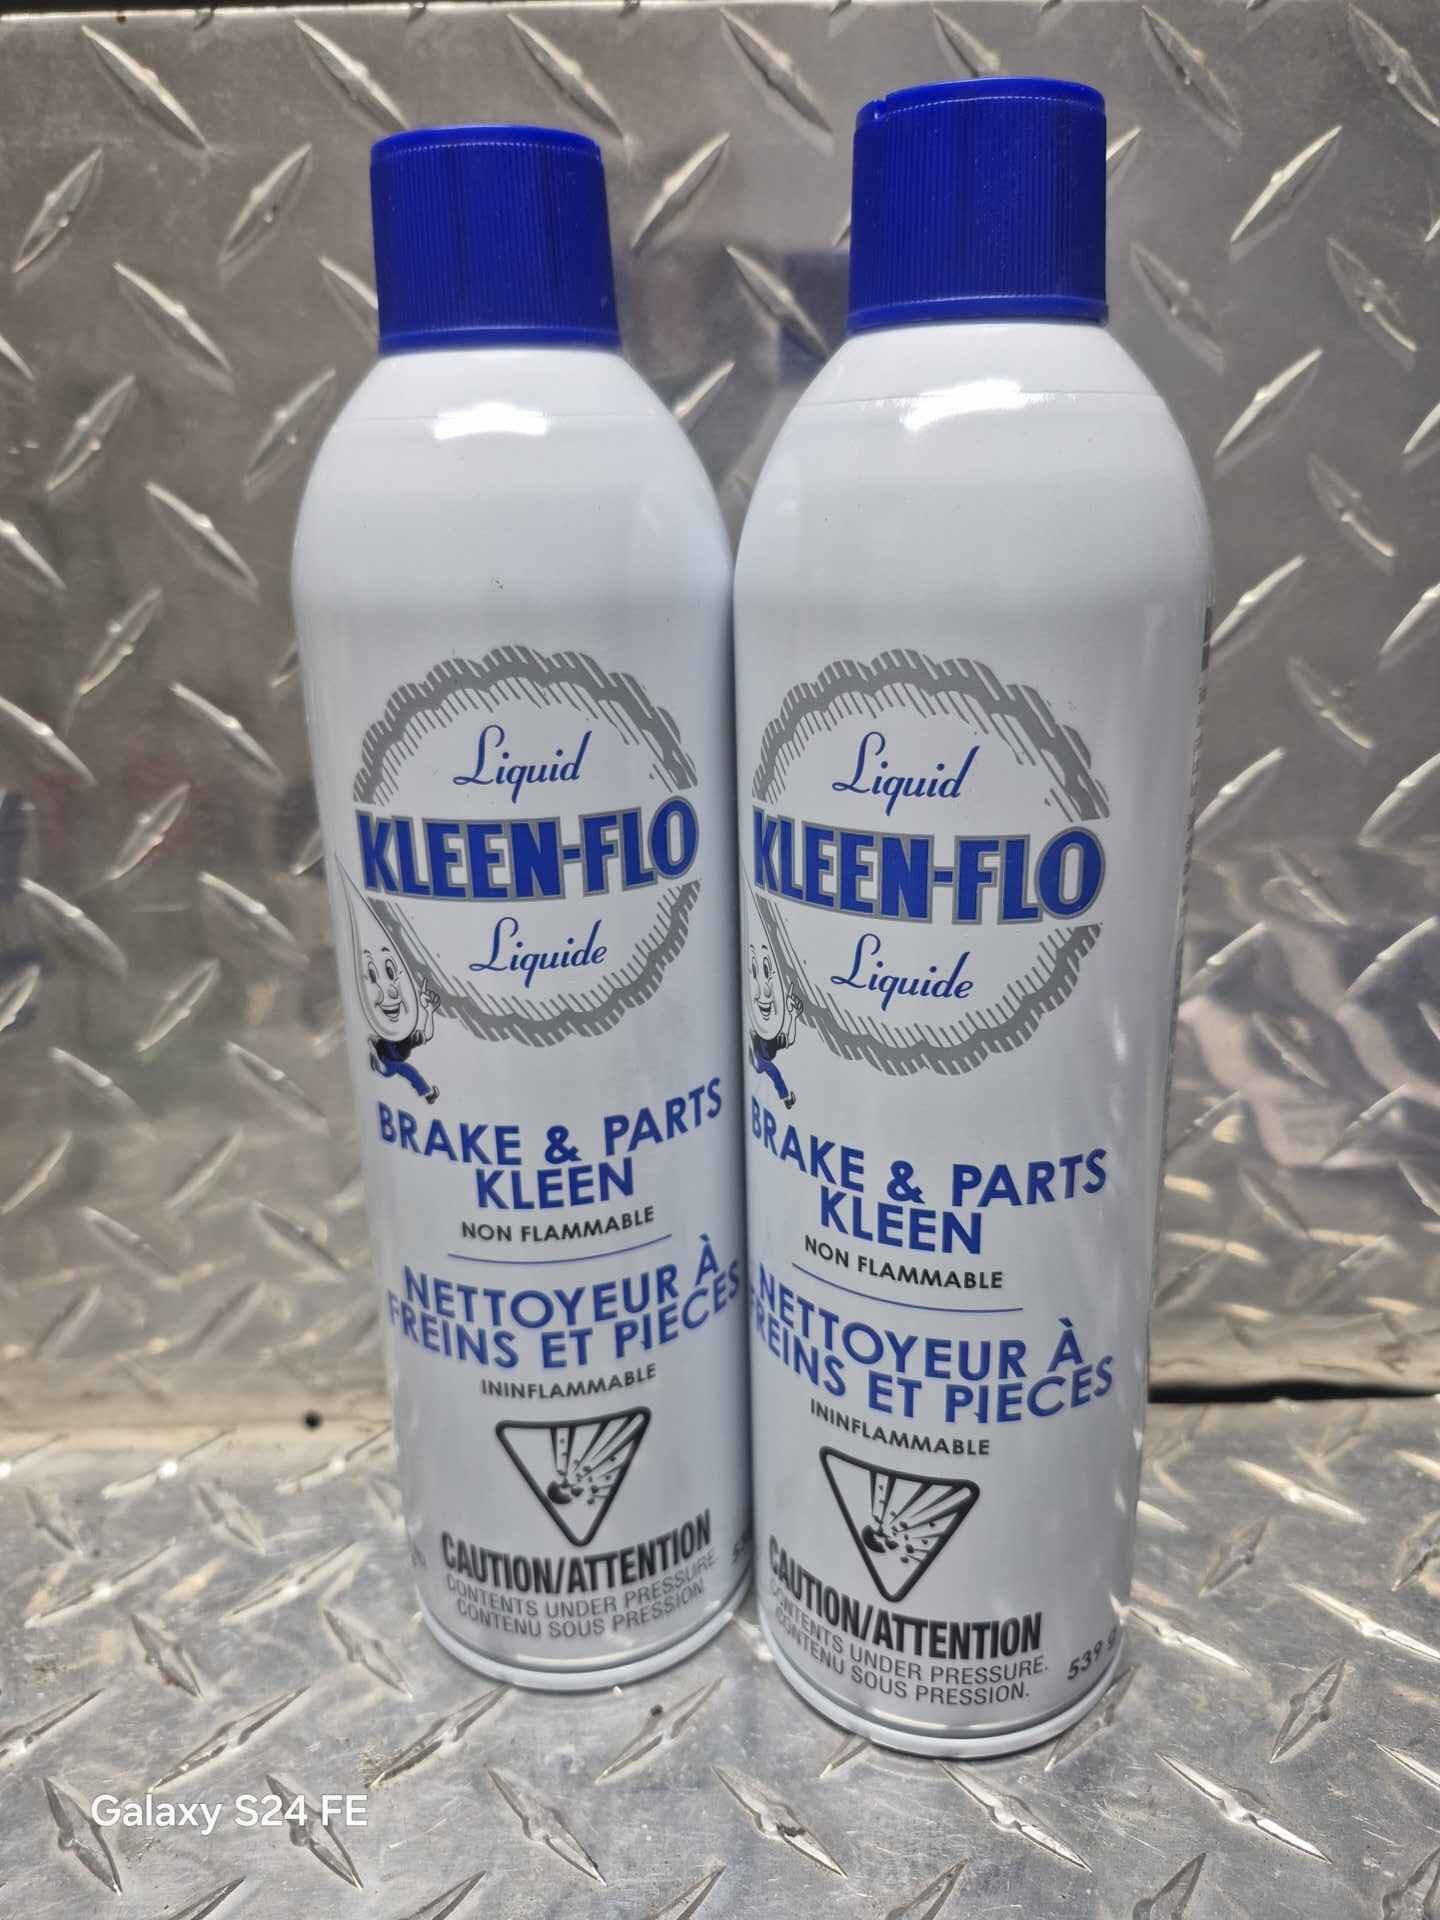 Liquid
KLEEN-FLO
Liquide
BRAKE & PARTS
KLEEN
NON FLAMMABLE
NETTOYEUR À
FREINS ET PIECES
ININFLAMMABLE
CAUTION/ATTENTION
CONTENTS UNDER PRESSURE.
CONTENU SOUS PRESSION.
Liquid
KLEEN-FLO
Liquide
BRAKE & PARTS
KLEEN
NON FLAMMABLE
NETTOYEUR À
FREINS ET PIECES
ININFLAMMABLE
CAUTION/ATTENTION
CONTENTS UNDER PRESSURE.
CONTENU SOUS PRESSION.
539 g
Galaxy S24 FE